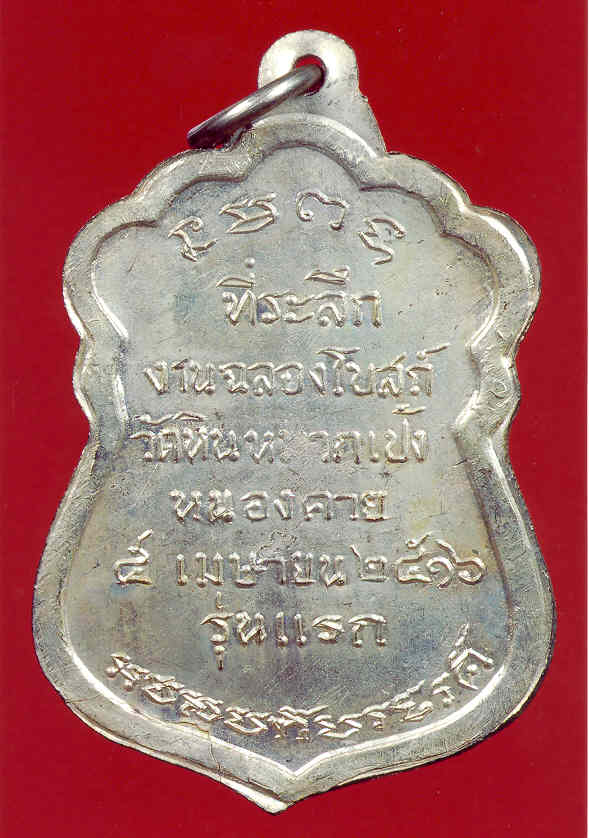 ที่ระลึก
งานฉลองโบสถ์
วัดหินหมากเป้ง
หนองคาย
๕ เมษายน ๒๕๑๖
รุ่นแรก